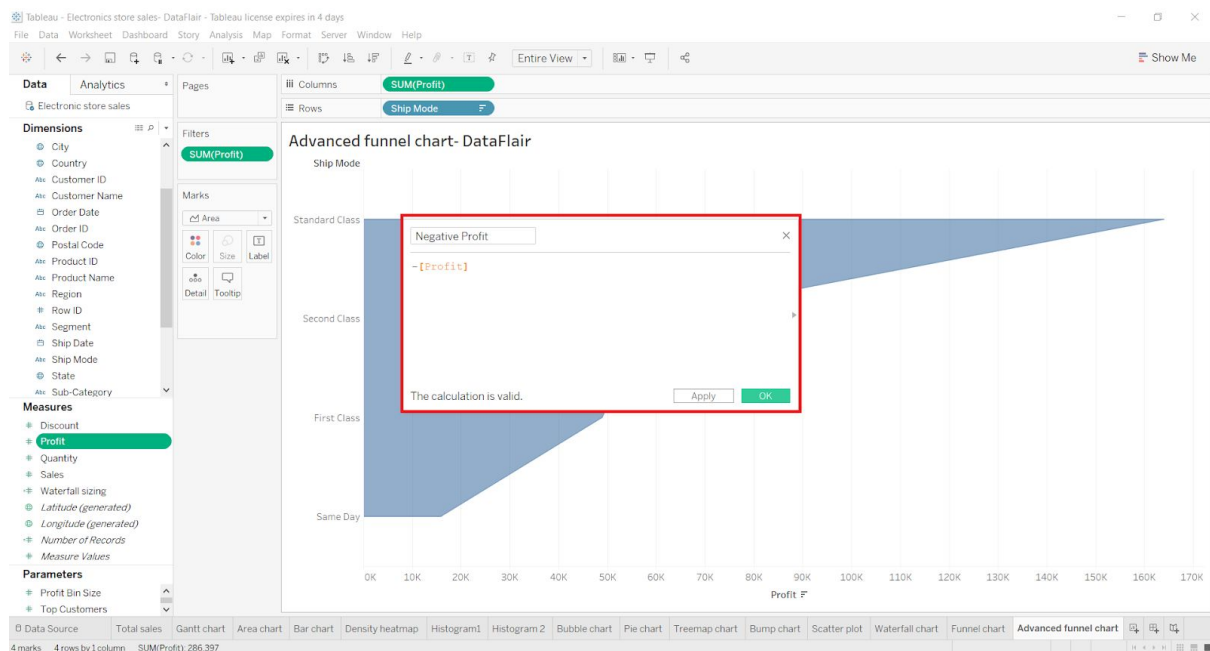 Tableau - Electronics store sales- DataFlair - Tableau license expires in 4 days
File Data Worksheet Dashboard Story Analysis Map Format Server Window Help
Entire View
Show Me
Data Analytics
Electronic store sales
Dimensions
City
Country
Abc Customer ID
Abc Customer Name
Order Date
Abc Order ID
Postal Code
Abc Product ID
Abc Product Name
Abc Region
Row ID
Abc Segment
Ship Date
Abc Ship Mode
State
Abc Sub-Category
Measures
Discount
Profit
Quantity
Sales
Waterfall sizing
Latitude (generated)
Longitude (generated)
Number of Records
Measure Values
Parameters
Profit Bin Size
Top Customers
Pages
Filters
SUM(Profit)
Marks
Area
Color Size Label
Detail Tooltip
Columns SUM(Profit)
Rows Ship Mode
Advanced funnel chart- DataFlair
Ship Mode
Standard Class
Second Class
First Class
Same Day
Negative Profit
-[Profit]
The calculation is valid.
Apply OK
0K 10K 20K 30K 40K 50K 60K 70K 80K 90K 100K 110K 120K 130K 140K 150K 160K 170K
Profit
Data Source Total sales Gantt chart Area chart Bar chart Density heatmap Histogram1 Histogram 2 Bubble chart Pie chart Treemap chart Bump chart Scatter plot Waterfall chart Funnel chart Advanced funnel chart
4 marks 4 rows by 1 column SUM(Profit): 286,397